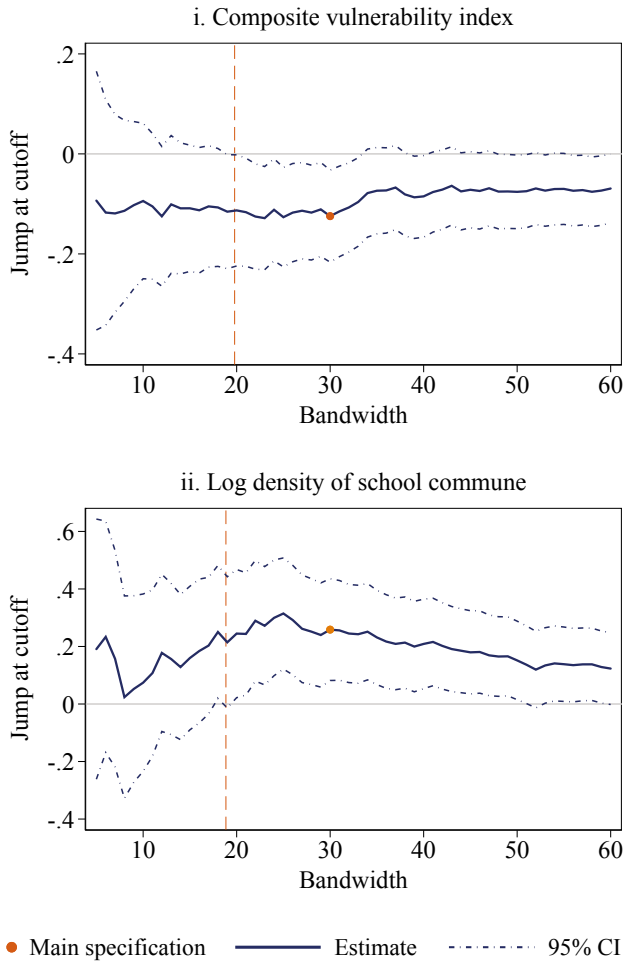 i. Composite vulnerability index
.2
0
-.2
-.4
Jump at cutoff
10 20 30 40 50 60
Bandwidth
ii. Log density of school commune
.6
.4
.2
0
-.2
-.4
Jump at cutoff
10 20 30 40 50 60
Bandwidth
Main specification Estimate 95% CI